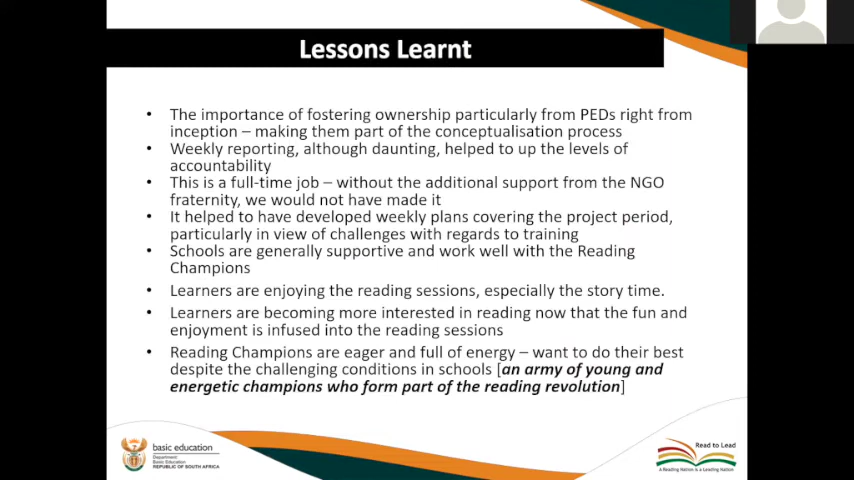 Lessons Learnt
• The importance of fostering ownership particularly from PEDs right from
inception – making them part of the conceptualisation process
• Weekly reporting, although daunting, helped to up the levels of
accountability
• This is a full-time job – without the additional support from the NGO
fraternity, we would not have made it
• It helped to have developed weekly plans covering the project period,
particularly in view of challenges with regards to training
• Schools are generally supportive and work well with the Reading
Champions
• Learners are enjoying the reading sessions, especially the story time.
• Learners are becoming more interested in reading now that the fun and
enjoyment is infused into the reading sessions
• Reading Champions are eager and full of energy – want to do their best
despite the challenging conditions in schools [an army of young and
energetic champions who form part of the reading revolution]
basic education
Department:
Basic Education
REPUBLIC OF SOUTH AFRICA
Read to Lead
A Reading Nation is a Leading Nation